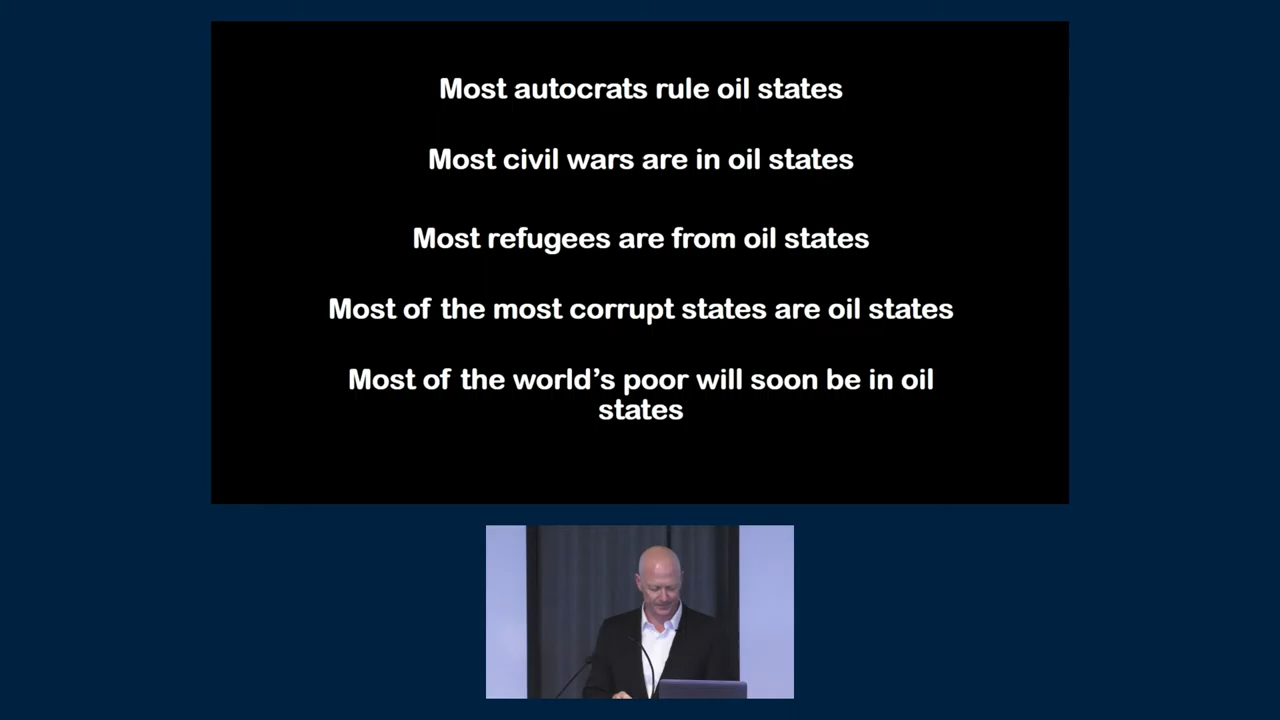 Most autocrats rule oil states
Most civil wars are in oil states
Most refugees are from oil states
Most of the most corrupt states are oil states
Most of the world’s poor will soon be in oil
states